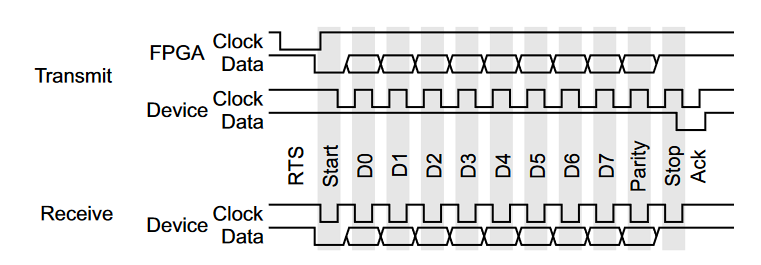 Transmit
FPGA
Clock
Data
Device
Clock
Data
RTS
Start
D0
D1
D2
D3
D4
D5
D6
D7
Parity
Stop
Ack
Receive
Device
Clock
Data